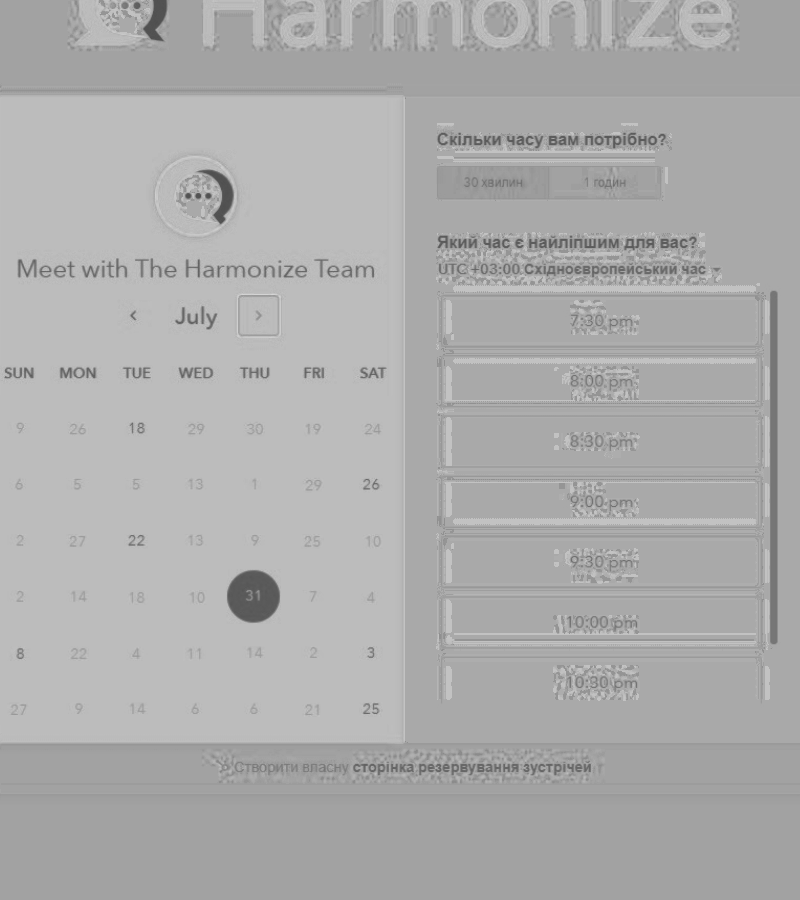 Harmonize
Meet with The Harmonize Team
July
SUN MON TUE WED THU FRI SAT
9 26 18 29 30 19 24
6 5 5 13 1 29 26
2 27 22 13 9 25 10
2 14 18 10 31 7 4
8 22 4 11 14 2 3
27 9 14 6 6 21 25
Скільки часу вам потрібно?
30 хвилин 1 годин
Який час є найліпшим для вас?
UTC +03:00 Східноєвропейський час
7:30 pm
8:00 pm
8:30 pm
9:00 pm
9:30 pm
10:00 pm
10:30 pm
Створити власну сторінка резервування зустрічей